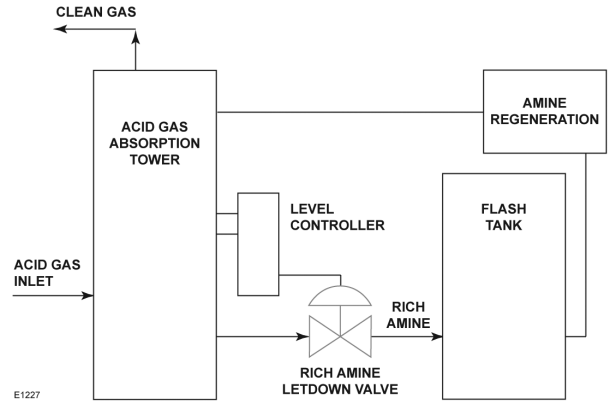 CLEAN GAS
ACID GAS
ABSORPTION
TOWER
AMINE
REGENERATION
LEVEL
CONTROLLER
FLASH
TANK
ACID GAS
INLET
RICH
AMINE
RICH AMINE
LETDOWN VALVE
E1227